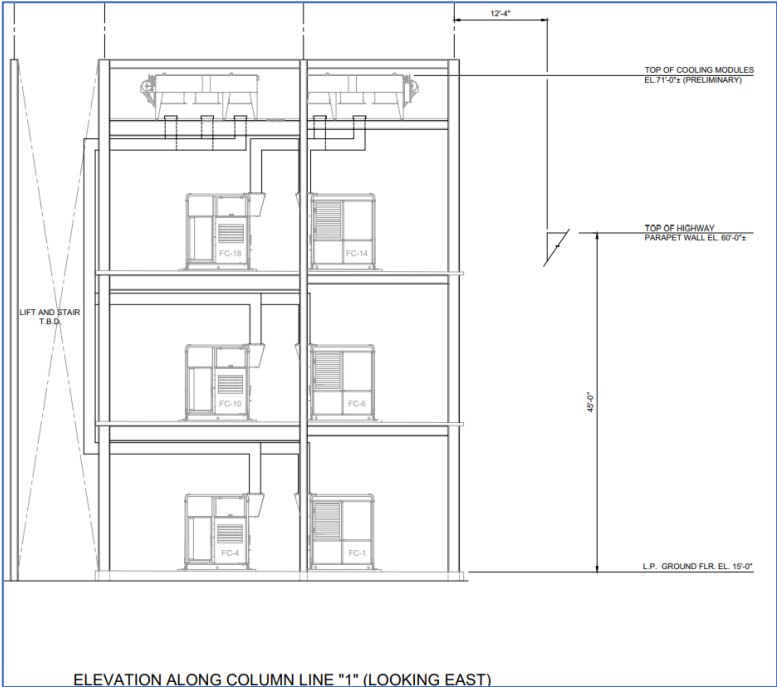 12'-4"
TOP OF COOLING MODULES
EL.71'-0"± (PRELIMINARY)
FC-18
FC-14
TOP OF HIGHWAY
PARAPET WALL EL. 60'-0"±
LIFT AND STAIR
T.B.D.
FC-10
FC-6
45'-0"
FC-4
FC-1
L.P. GROUND FLR. EL. 15'-0"
ELEVATION ALONG COLUMN LINE "1" (LOOKING EAST)